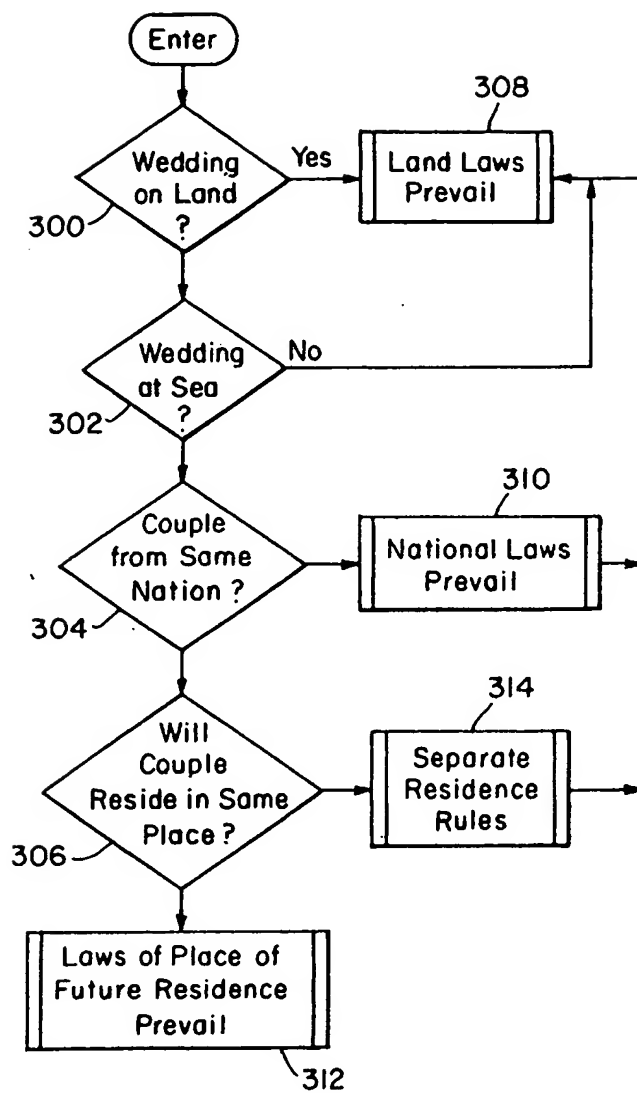 Enter
Wedding
on Land
?
300
Yes
308
Land Laws
Prevail
Wedding
at Sea
?
302
No
Couple
from Same
Nation ?
304
310
National Laws
Prevail
Will
Couple
Reside in Same
Place ?
306
314
Separate
Residence
Rules
Laws of Place of
Future Residence
Prevail
312